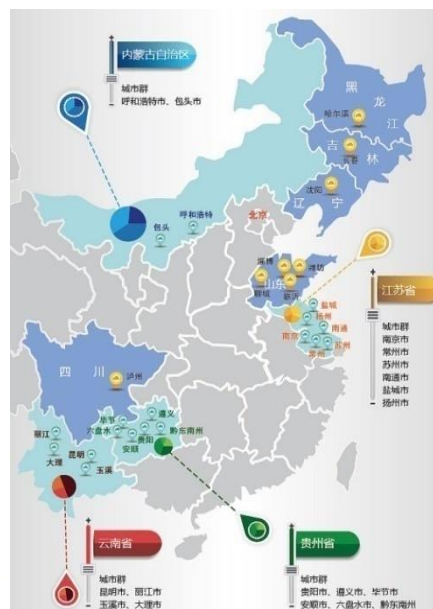 内蒙古自治区
城市群
呼和浩特市、包头市
黑
龙
江
哈尔滨
吉
林
长春
沈阳
辽
宁
呼和浩特
包头
北京
淄博
潍坊
山东
聊城
临沂
盐城
扬州
南京
南通
苏州
常州
江苏省
城市群
南京市
常州市
苏州市
南通市
盐城市
扬州市
四
川
泸州
毕节
遵义
六盘水
贵阳
黔东南州
安顺
丽江
大理
昆明
玉溪
云南省
城市群
昆明市、丽江市
玉溪市、大理市
贵州省
城市群
贵阳市、遵义市、毕节市
安顺市、六盘水市、黔东南州